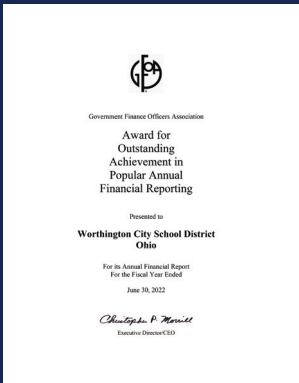 GFOA
Government Finance Officers Association
Award for
Outstanding
Achievement in
Popular Annual
Financial Reporting
Presented to
Worthington City School District
Ohio
For its Annual Financial Report
For the Fiscal Year Ended
June 30, 2022
Christopher P. Morrill
Executive Director/CEO